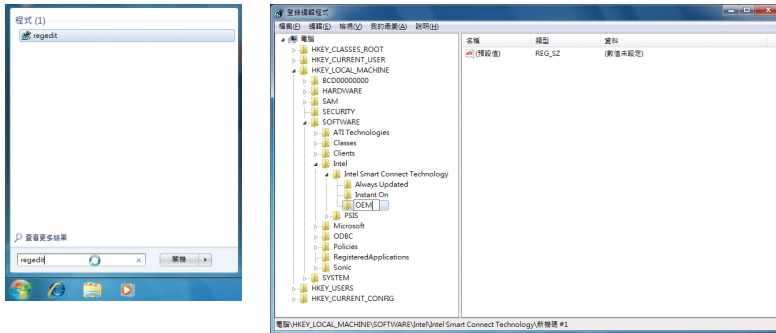 程式 (1)
regedit
查看更多結果
regedit
關機
登錄編輯程式
檔案(F) 編輯(E) 檢視(V) 我的最愛(A) 說明(H)
電腦
HKEY_CLASSES_ROOT
HKEY_CURRENT_USER
HKEY_LOCAL_MACHINE
BCD00000000
HARDWARE
SAM
SECURITY
SOFTWARE
ATI Technologies
Classes
Clients
Intel
Intel Smart Connect Technology
Always Updated
Instant On
OEM
PSIS
Microsoft
ODBC
Policies
RegisteredApplications
Sonic
SYSTEM
HKEY_USERS
HKEY_CURRENT_CONFIG
名稱 類型 資料
(預設值) REG_SZ (數值未設定)
電腦\HKEY_LOCAL_MACHINE\SOFTWARE\Intel\Intel Smart Connect Technology\新機碼 #1